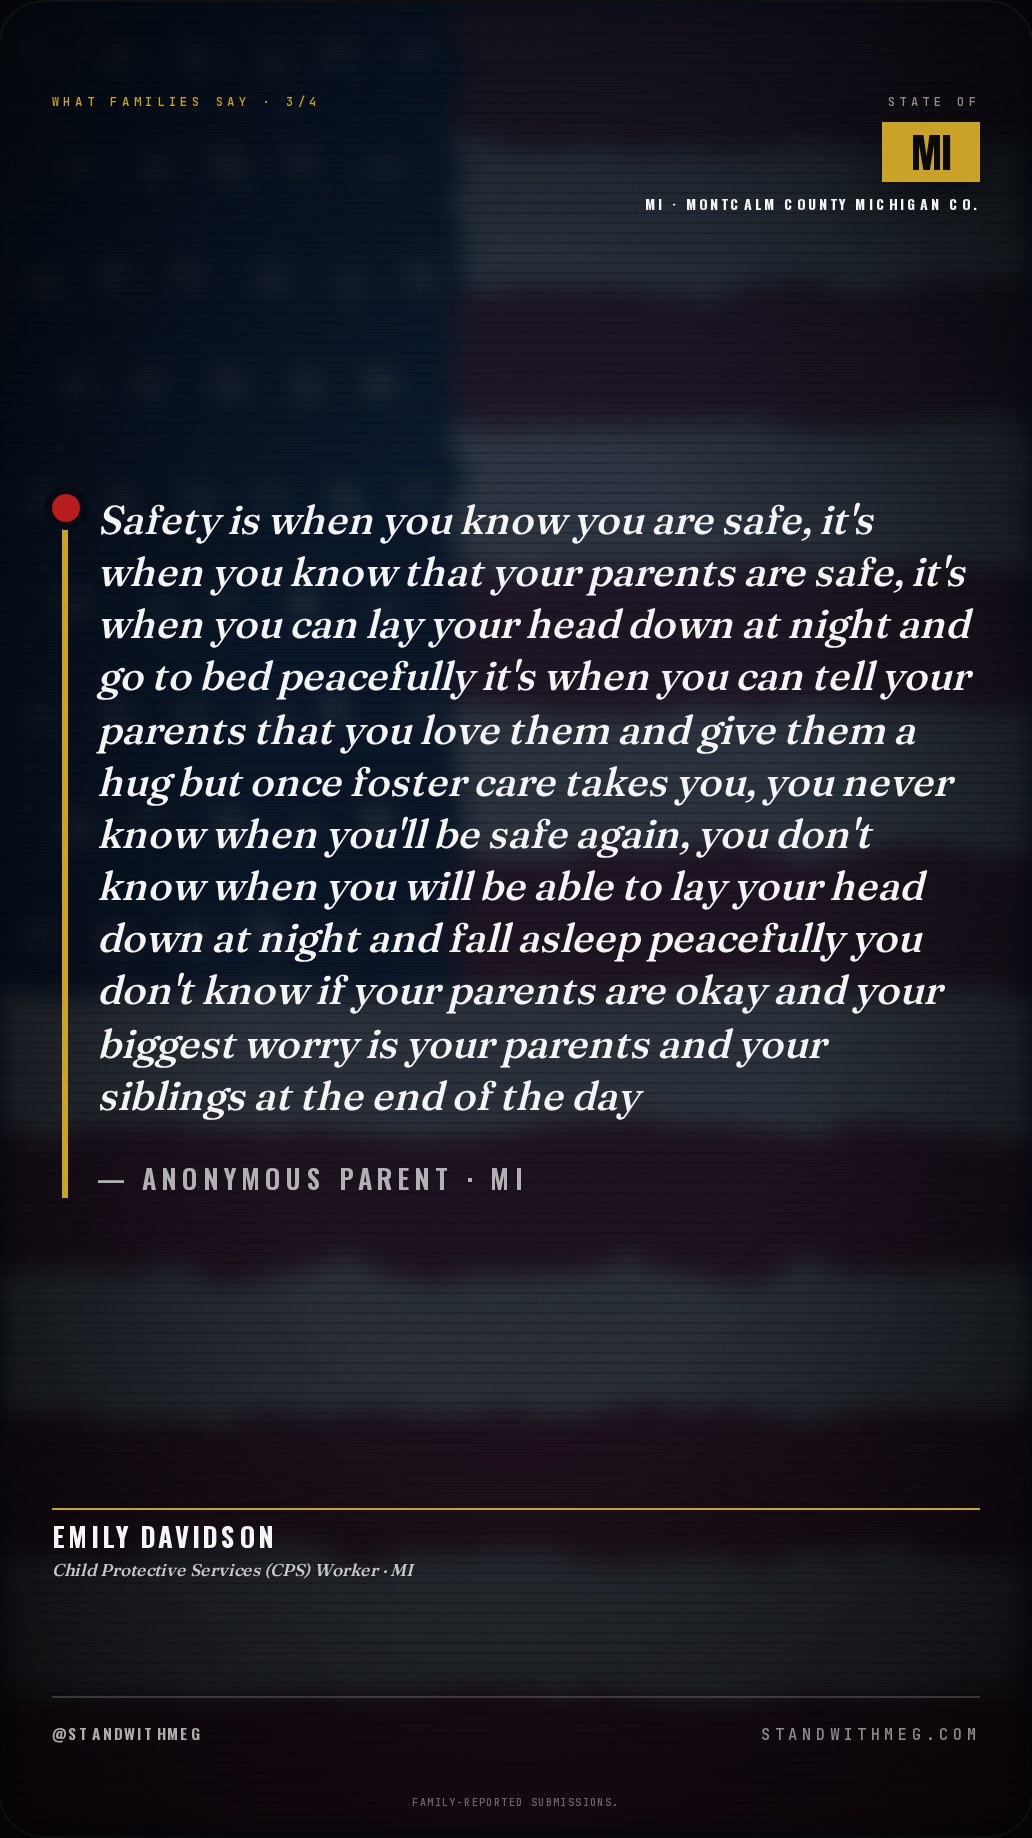 WHAT FAMILIES SAY · 3/4
STATE OF
MI
MI · MONTCALM COUNTY MICHIGAN CO.
Safety is when you know you are safe, it's
when you know that your parents are safe, it's
when you can lay your head down at night and
go to bed peacefully it's when you can tell your
parents that you love them and give them a
hug but once foster care takes you, you never
know when you'll be safe again, you don't
know when you will be able to lay your head
down at night and fall asleep peacefully you
don't know if your parents are okay and your
biggest worry is your parents and your
siblings at the end of the day
— ANONYMOUS PARENT · MI
EMILY DAVIDSON
Child Protective Services (CPS) Worker · MI
@STANDWITHMEG
STANDWITHMEG.COM
FAMILY-REPORTED SUBMISSIONS.